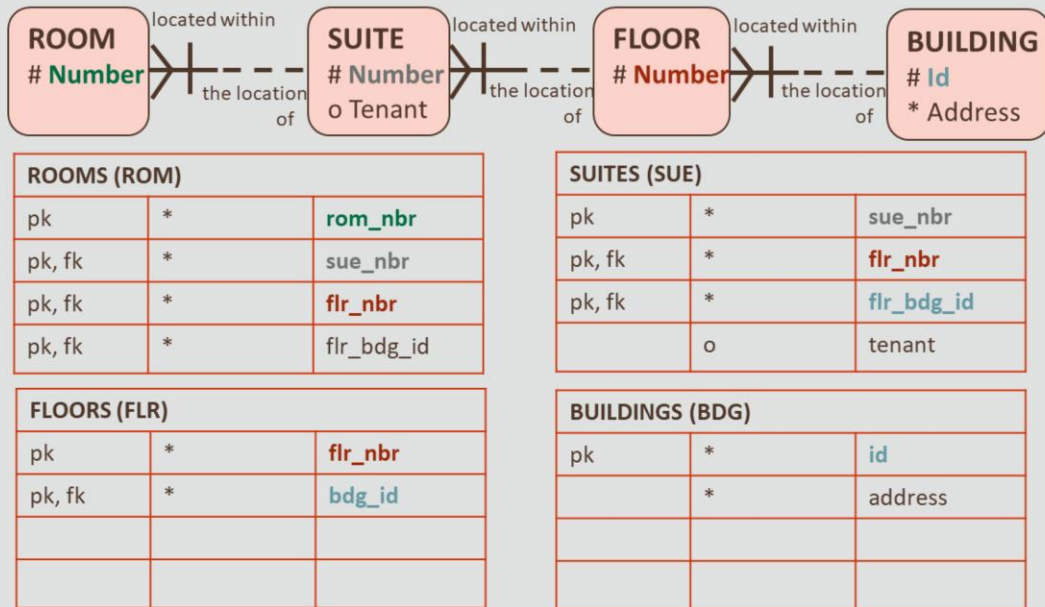 ROOM
# Number
located within
the location
of
SUITE
# Number
o Tenant
located within
the location
of
FLOOR
# Number
located within
the location
of
BUILDING
# Id
* Address
ROOMS (ROM)
pk * rom_nbr
pk, fk * sue_nbr
pk, fk * flr_nbr
pk, fk * flr_bdg_id
SUITES (SUE)
pk * sue_nbr
pk, fk * flr_nbr
pk, fk * flr_bdg_id
o tenant
FLOORS (FLR)
pk * flr_nbr
pk, fk * bdg_id
BUILDINGS (BDG)
pk * id
* address